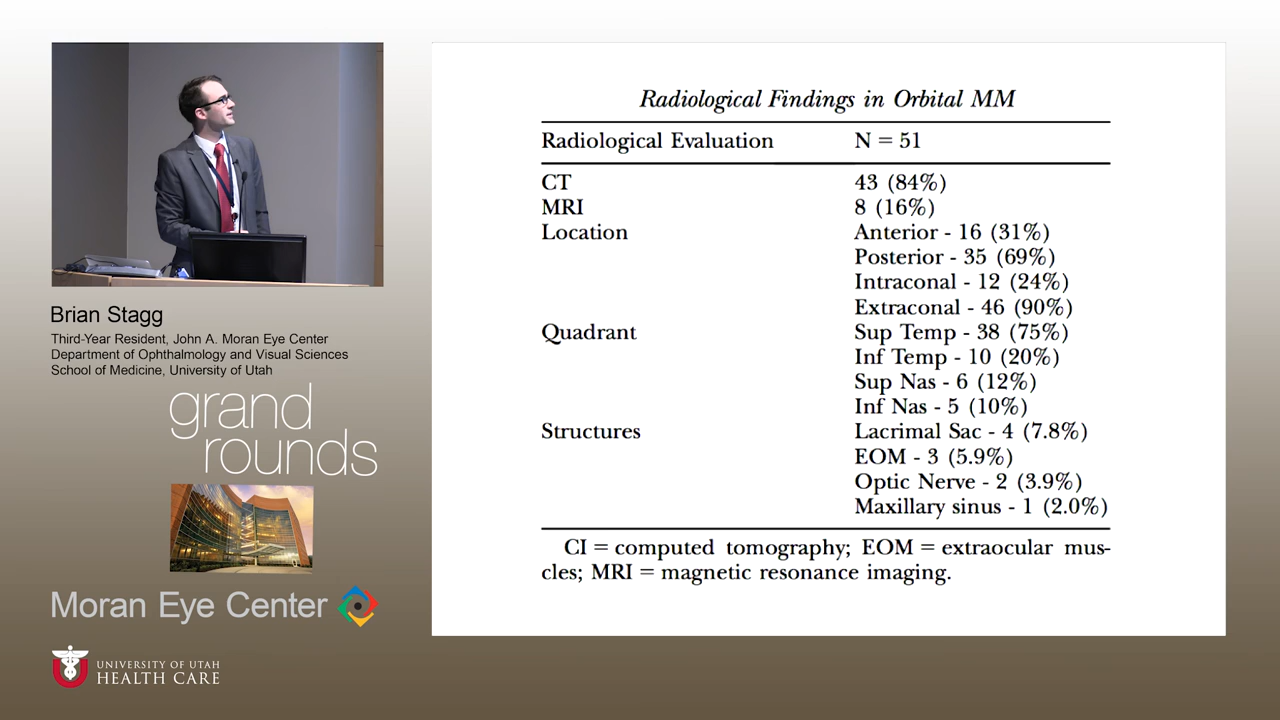 Radiological Findings in Orbital MM
Radiological Evaluation N = 51
CT 43 (84%)
MRI 8 (16%)
Location Anterior - 16 (31%)
Posterior - 35 (69%)
Intraconal - 12 (24%)
Extraconal - 46 (90%)
Quadrant Sup Temp - 38 (75%)
Inf Temp - 10 (20%)
Sup Nas - 6 (12%)
Inf Nas - 5 (10%)
Structures Lacrimal Sac - 4 (7.8%)
EOM - 3 (5.9%)
Optic Nerve - 2 (3.9%)
Maxillary sinus - 1 (2.0%)
CI = computed tomography; EOM = extraocular mus-
cles; MRI = magnetic resonance imaging.
Brian Stagg
Third-Year Resident, John A. Moran Eye Center
Department of Ophthalmology and Visual Sciences
School of Medicine, University of Utah
grand
rounds
Moran Eye Center
UNIVERSITY OF UTAH
HEALTH CARE